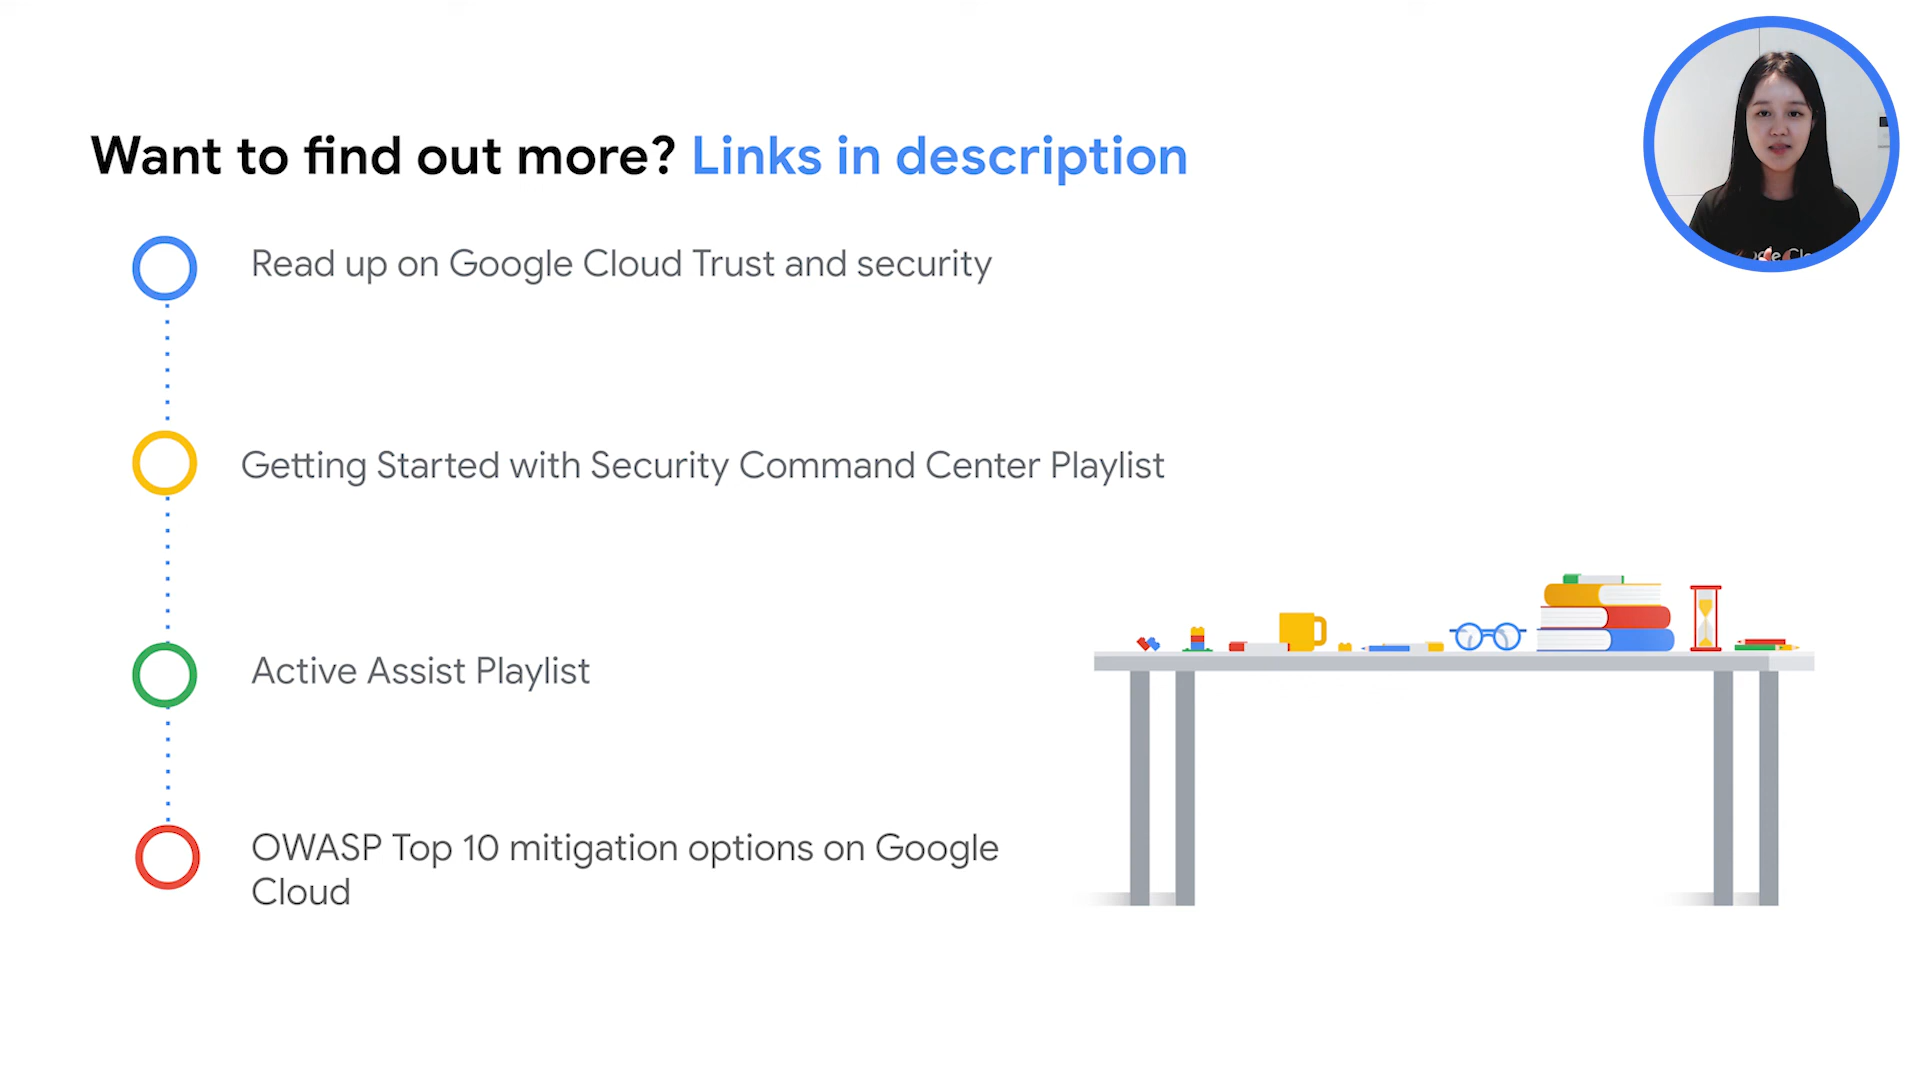 Want to find out more? Links in description
Read up on Google Cloud Trust and security
Getting Started with Security Command Center Playlist
Active Assist Playlist
OWASP Top 10 mitigation options on Google
Cloud